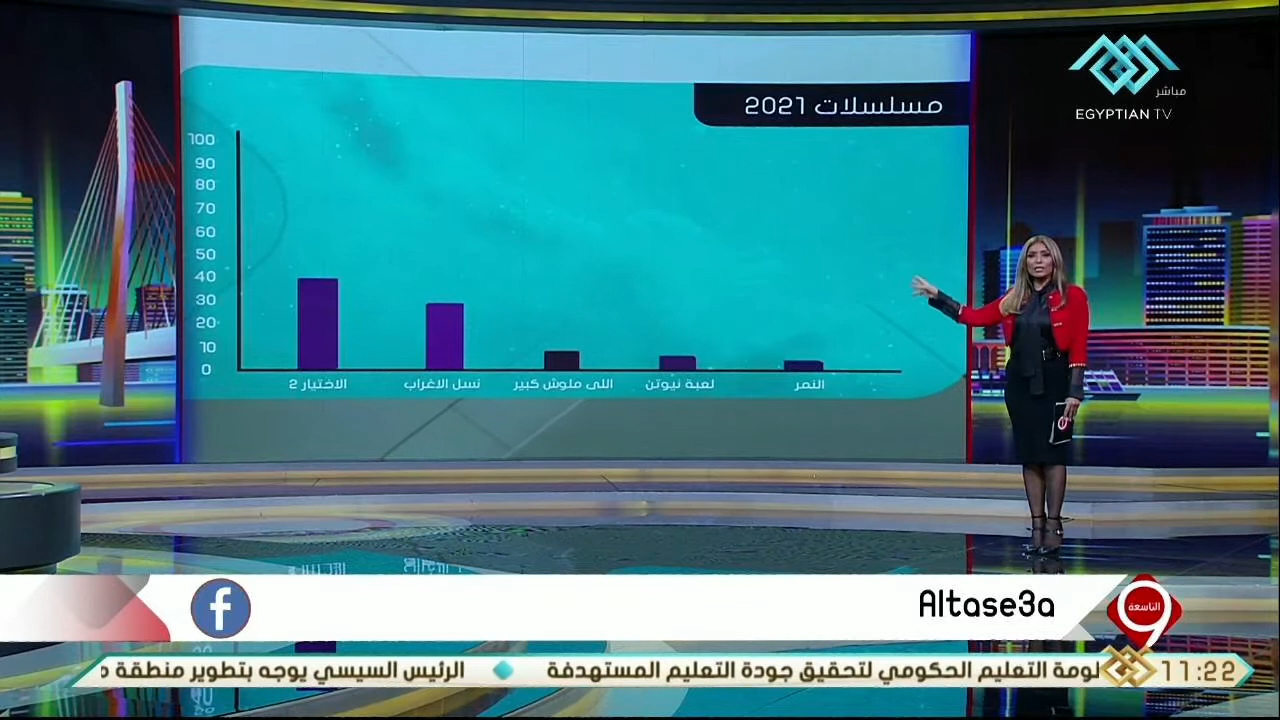 مباشر
EGYPTIAN TV
مسلسلات 2021
100
90
80
70
60
50
40
30
20
10
0
الاختيار 2
نسل الاغراب
اللى ملوش كبير
لعبة نيوتن
النمر
Altase3a
التاسعة
9
لومة التعليم الحكومي لتحقيق جودة التعليم المستهدفة
الرئيس السيسي يوجه بتطوير منطقة
11:22